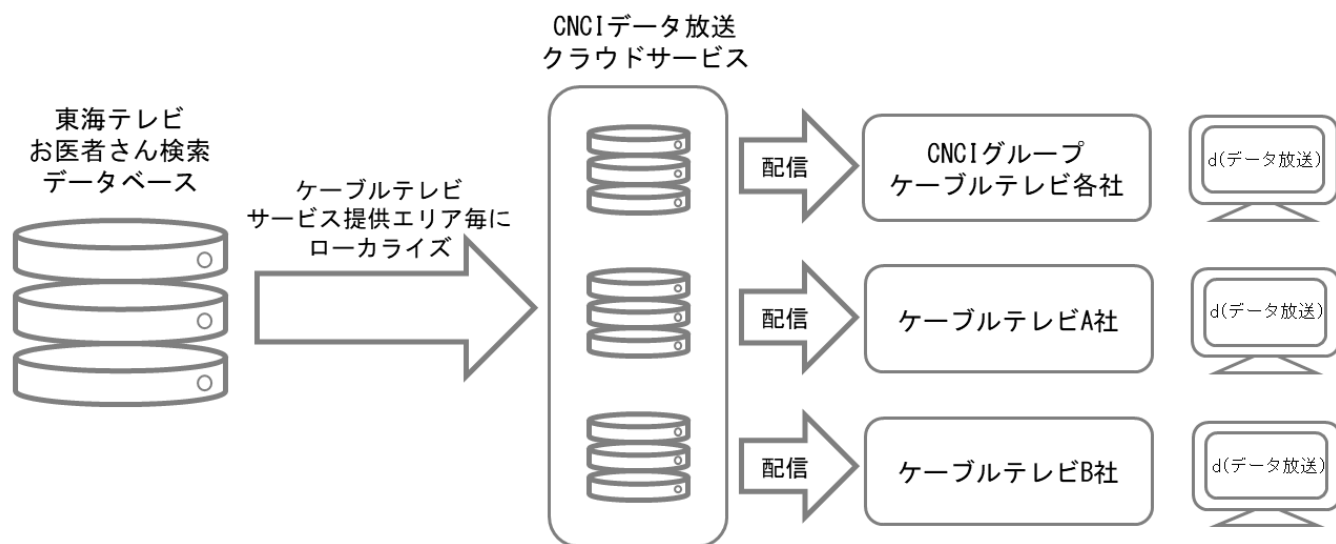 CNCIデータ放送
クラウドサービス
東海テレビ
お医者さん検索
データベース
ケーブルテレビ
サービス提供エリア毎に
ローカライズ
配信
CNCIグループ
ケーブルテレビ各社
d(データ放送)
配信
ケーブルテレビA社
d(データ放送)
配信
ケーブルテレビB社
d(データ放送)